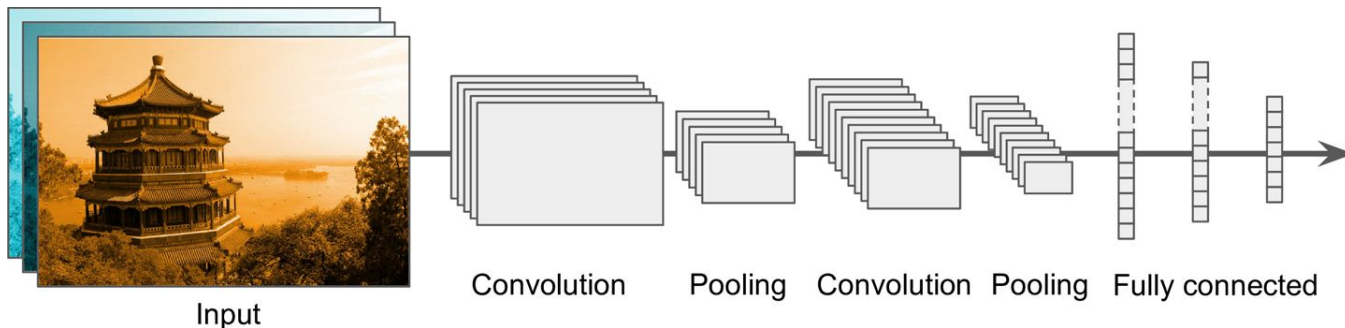 Convolution
Pooling
Convolution
Pooling
Fully connected
Input